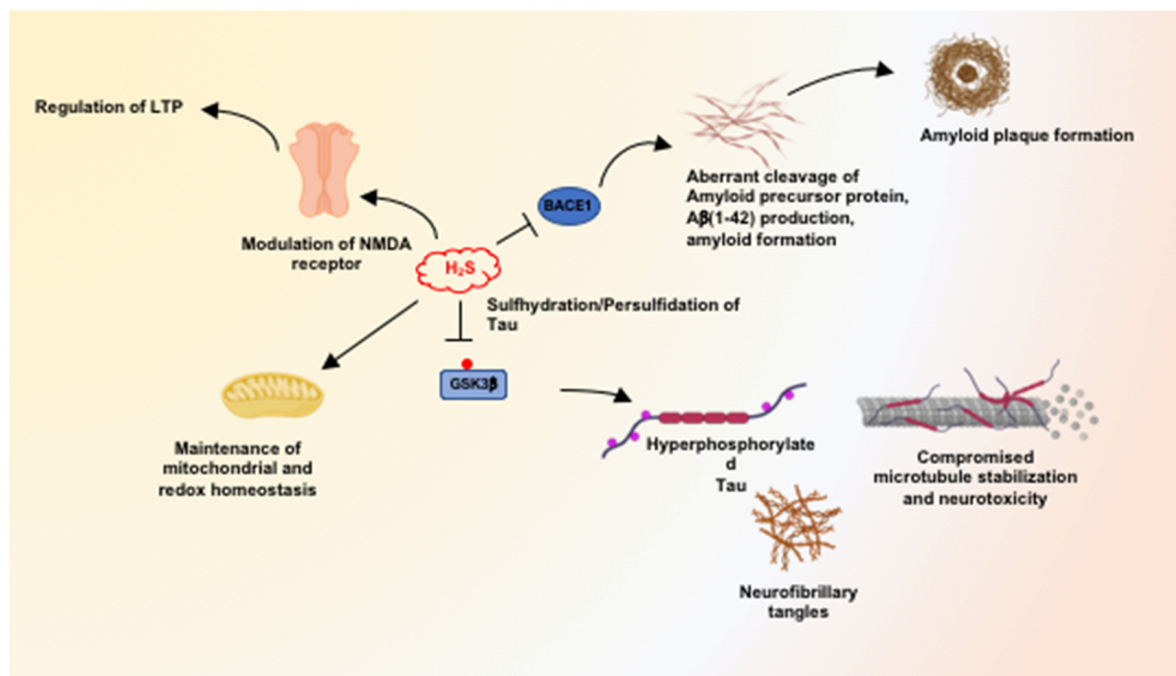 Regulation of LTP
Amyloid plaque formation
Aberrant cleavage of
Amyloid precursor protein,
Aβ(1-42) production,
amyloid formation
BACE1
Modulation of NMDA
receptor
H₂S
Sulfhydration/Persulfidation of
Tau
GSK3β
Maintenance of
mitochondrial and
redox homeostasis
Hyperphosphorylate
d
Tau
Compromised
microtubule stabilization
and neurotoxicity
Neurofibrillary
tangles